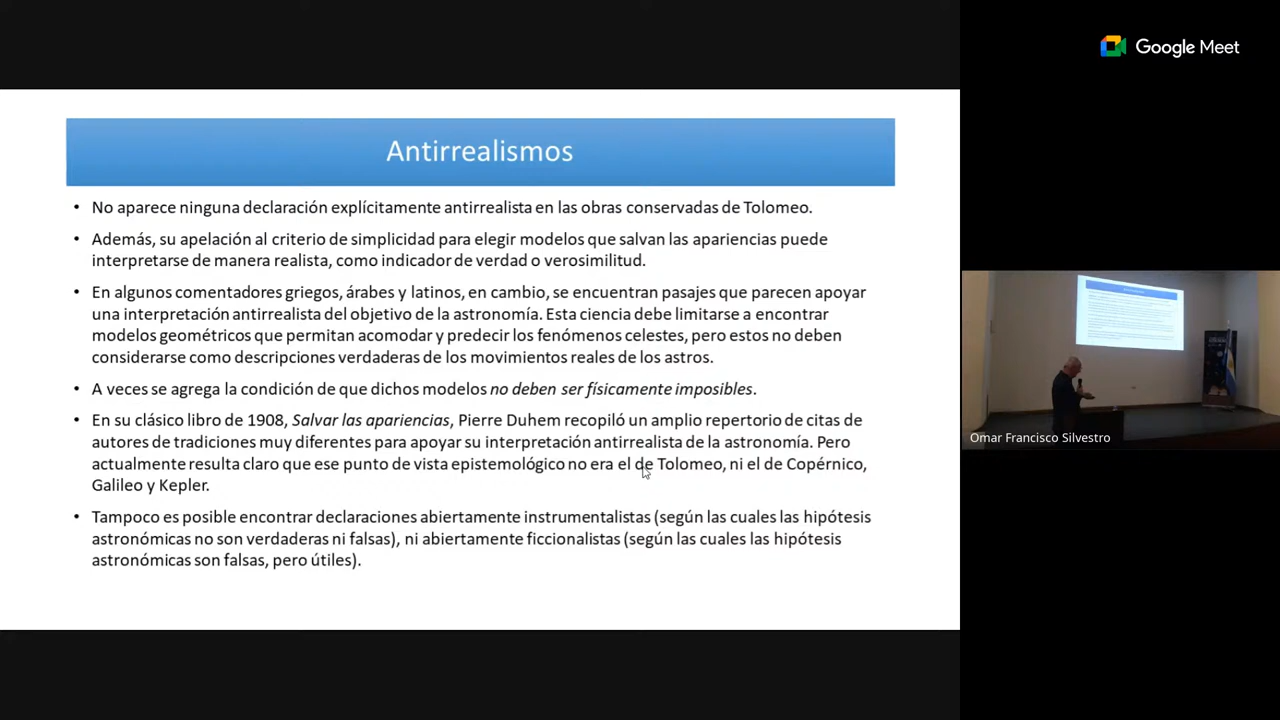 Google Meet
Antirrealismos
• No aparece ninguna declaración explícitamente antirrealista en las obras conservadas de Tolomeo.
• Además, su apelación al criterio de simplicidad para elegir modelos que salvan las apariencias puede
interpretarse de manera realista, como indicador de verdad o verosimilitud.
• En algunos comentadores griegos, árabes y latinos, en cambio, se encuentran pasajes que parecen apoyar
una interpretación antirrealista del objetivo de la astronomía. Esta ciencia debe limitarse a encontrar
modelos geométricos que permitan acomodar y predecir los fenómenos celestes, pero estos no deben
considerarse como descripciones verdaderas de los movimientos reales de los astros.
• A veces se agrega la condición de que dichos modelos no deben ser físicamente imposibles.
• En su clásico libro de 1908, Salvar las apariencias, Pierre Duhem recopiló un amplio repertorio de citas de
autores de tradiciones muy diferentes para apoyar su interpretación antirrealista de la astronomía. Pero
actualmente resulta claro que ese punto de vista epistemológico no era el de Tolomeo, ni el de Copérnico,
Galileo y Kepler.
• Tampoco es posible encontrar declaraciones abiertamente instrumentalistas (según las cuales las hipótesis
astronómicas no son verdaderas ni falsas), ni abiertamente ficcionalistas (según las cuales las hipótesis
astronómicas son falsas, pero útiles).
Omar Francisco Silvestro